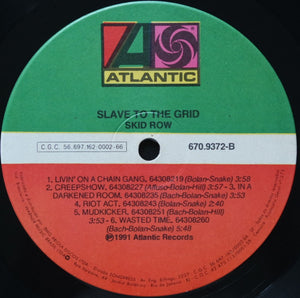 ATLANTIC
SLAVE TO THE GRID
SKID ROW
C.G.C. 56.697.162·0002-66
670.9372-B
1. LIVIN' ON A CHAIN GANG, 64308219 (Bolan-Snake) 3:58
2. CREEPSHOW, 64308227 (Affuso-Bolan-Hill) 3:57 - 3. IN A
DARKENED ROOM, 64308235 (Bach-Bolan-Snake) 3:53
4. RIOT ACT, 64308243 (Bolan-Snake) 2:39
5. MUDKICKER, 64308251 (Bach-Bolan-Hill)
3:53 - 6. WASTED TIME, 64308260
(Bach-Bolan-Snake) 5:48
℗1991 Atlantic Records